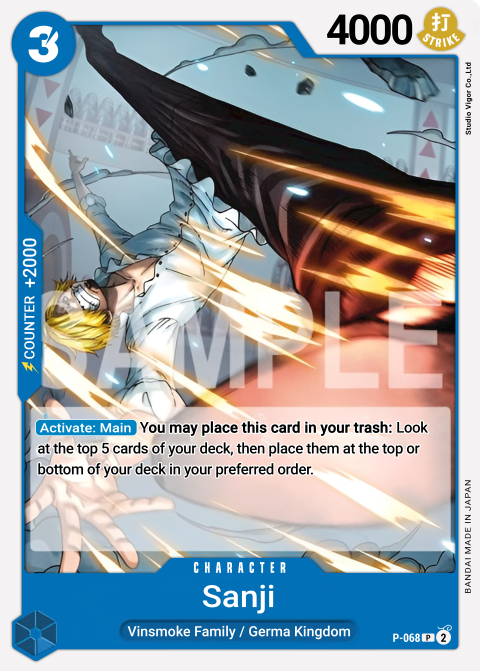 3
4000
打
STRIKE
Studio Vigor Co.,Ltd
COUNTER +2000
SAMPLE
Activate: Main You may place this card in your trash: Look
at the top 5 cards of your deck, then place them at the top or
bottom of your deck in your preferred order.
BANDAI MADE IN JAPAN
CHARACTER
Sanji
Vinsmoke Family / Germa Kingdom
P-068 P 2